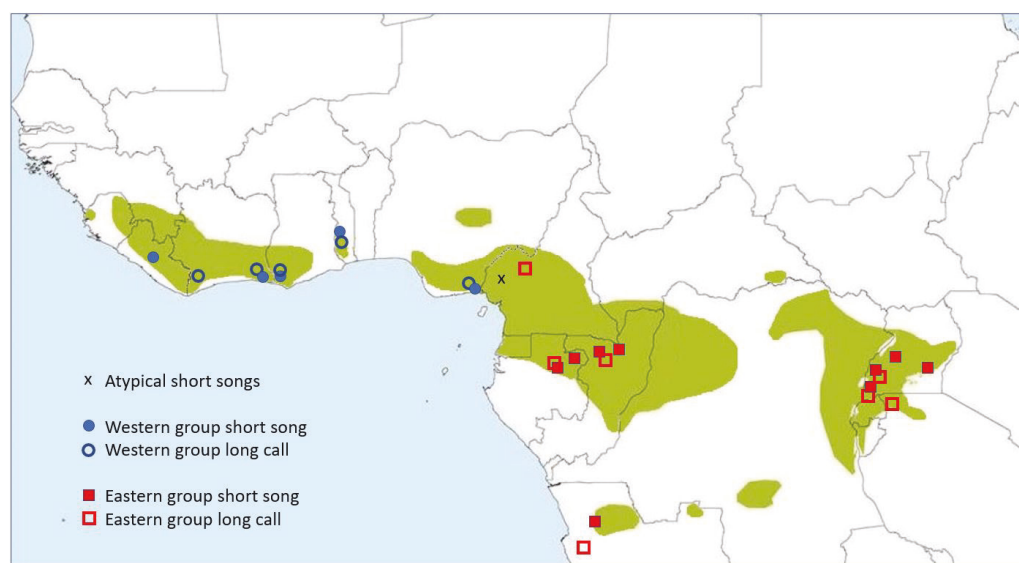 x Atypical short songs
Western group short song
Western group long call
Eastern group short song
Eastern group long call
x